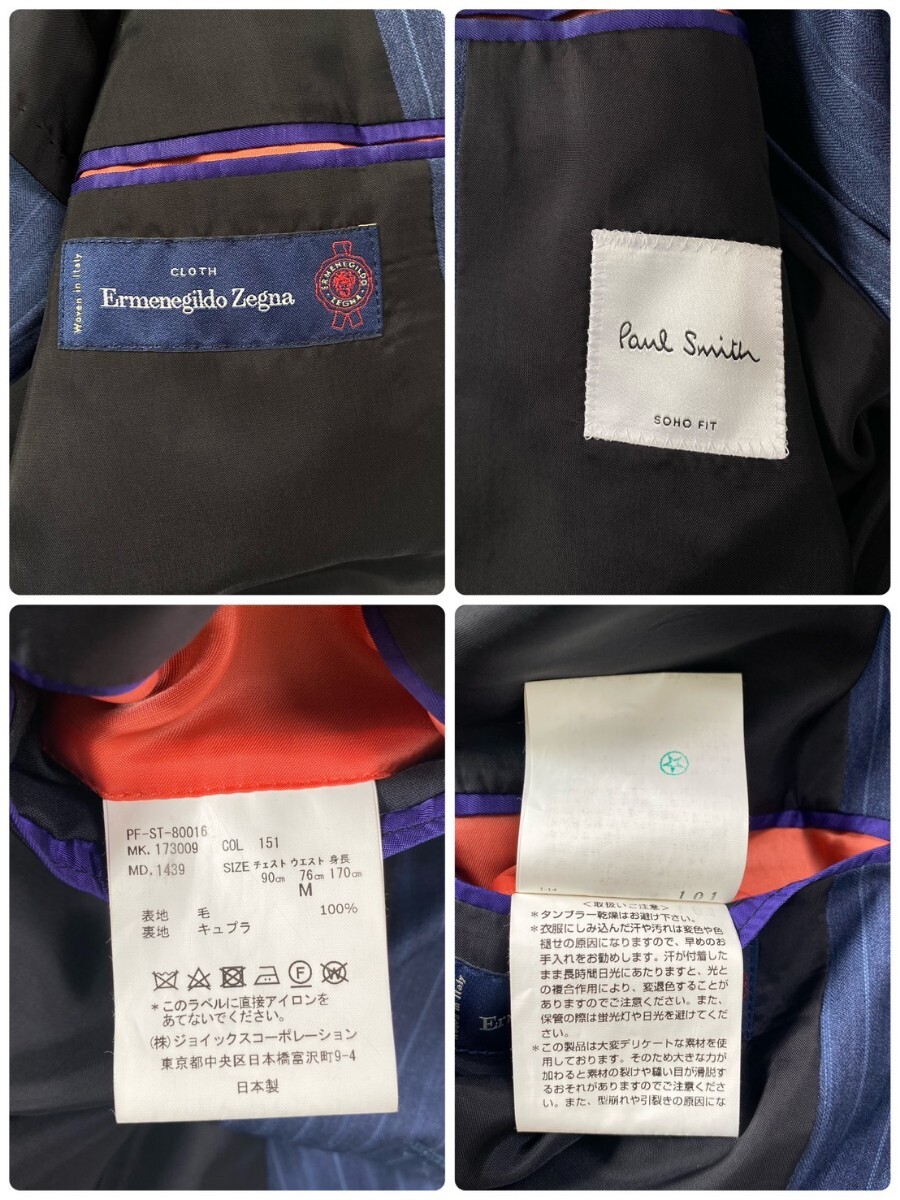 Woven in Italy
CLOTH
Ermenegildo Zegna
ERMENEGILDO
ZEGNA
Paul Smith
SOHO FIT
PF-ST-80016
MK. 173009 COL 151
MD. 1439 SIZE チェスト ウエスト 身長
90cm 76cm 170cm
M
表地 毛 100%
裏地 キュプラ
*このラベルに直接アイロンを
あてないでください。
(株)ジョイックスコーポレーション
東京都中央区日本橋富沢町9-4
日本製
101
<取扱いご注意>
*タンブラー乾燥はお避け下さい。
*衣服にしみ込んだ汗や汚れは変色や色
褪せの原因になりますので、早めのお
手入れをお勧めします。汗が付着した
まま長時間日光にあたりますと、光と
の複合作用により、変退色することが
ありますのでご注意ください。また、
保管の際は蛍光灯や日光を避けてくだ
さい。
*この製品は大変デリケートな素材を使
用しております。そのため大きな力が
加わると素材の裂けや縫い目が滑脱す
るおそれがありますのでご注意くださ
い。また、型崩れや引裂きの原因にな